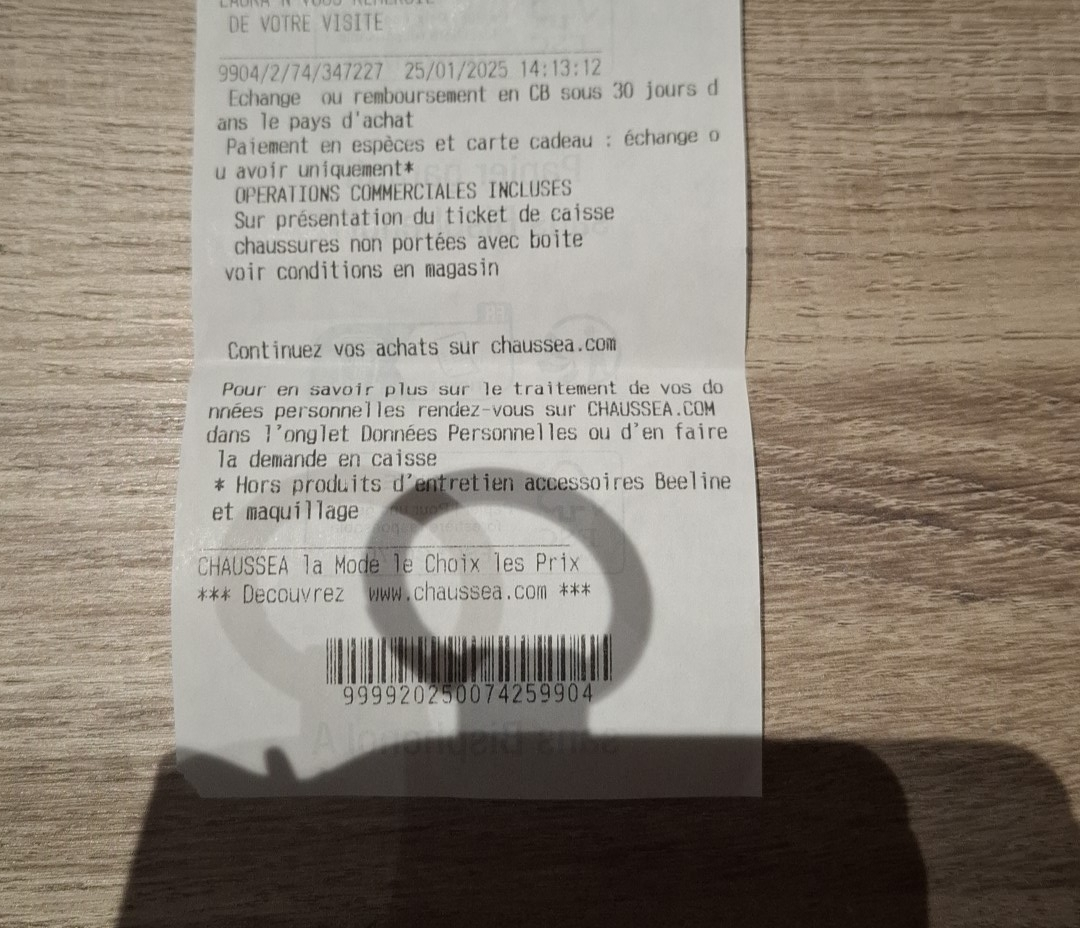 LAURA N VOUS REMERCIE
DE VOTRE VISITE
9904/2/74/347227 25/01/2025 14:13:12
Echange ou remboursement en CB sous 30 jours d
ans le pays d'achat
Paiement en espèces et carte cadeau : échange o
u avoir uniquement*
OPERATIONS COMMERCIALES INCLUSES
Sur présentation du ticket de caisse
chaussures non portées avec boite
voir conditions en magasin
Continuez vos achats sur chaussea.com
Pour en savoir plus sur le traitement de vos do
nnées personnelles rendez-vous sur CHAUSSEA.COM
dans l'onglet Données Personnelles ou d'en faire
la demande en caisse
* Hors produits d'entretien accessoires Beeline
et maquillage
CHAUSSEA la Mode le Choix les Prix
*** Decouvrez www.chaussea.com ***
9999202500742599​04